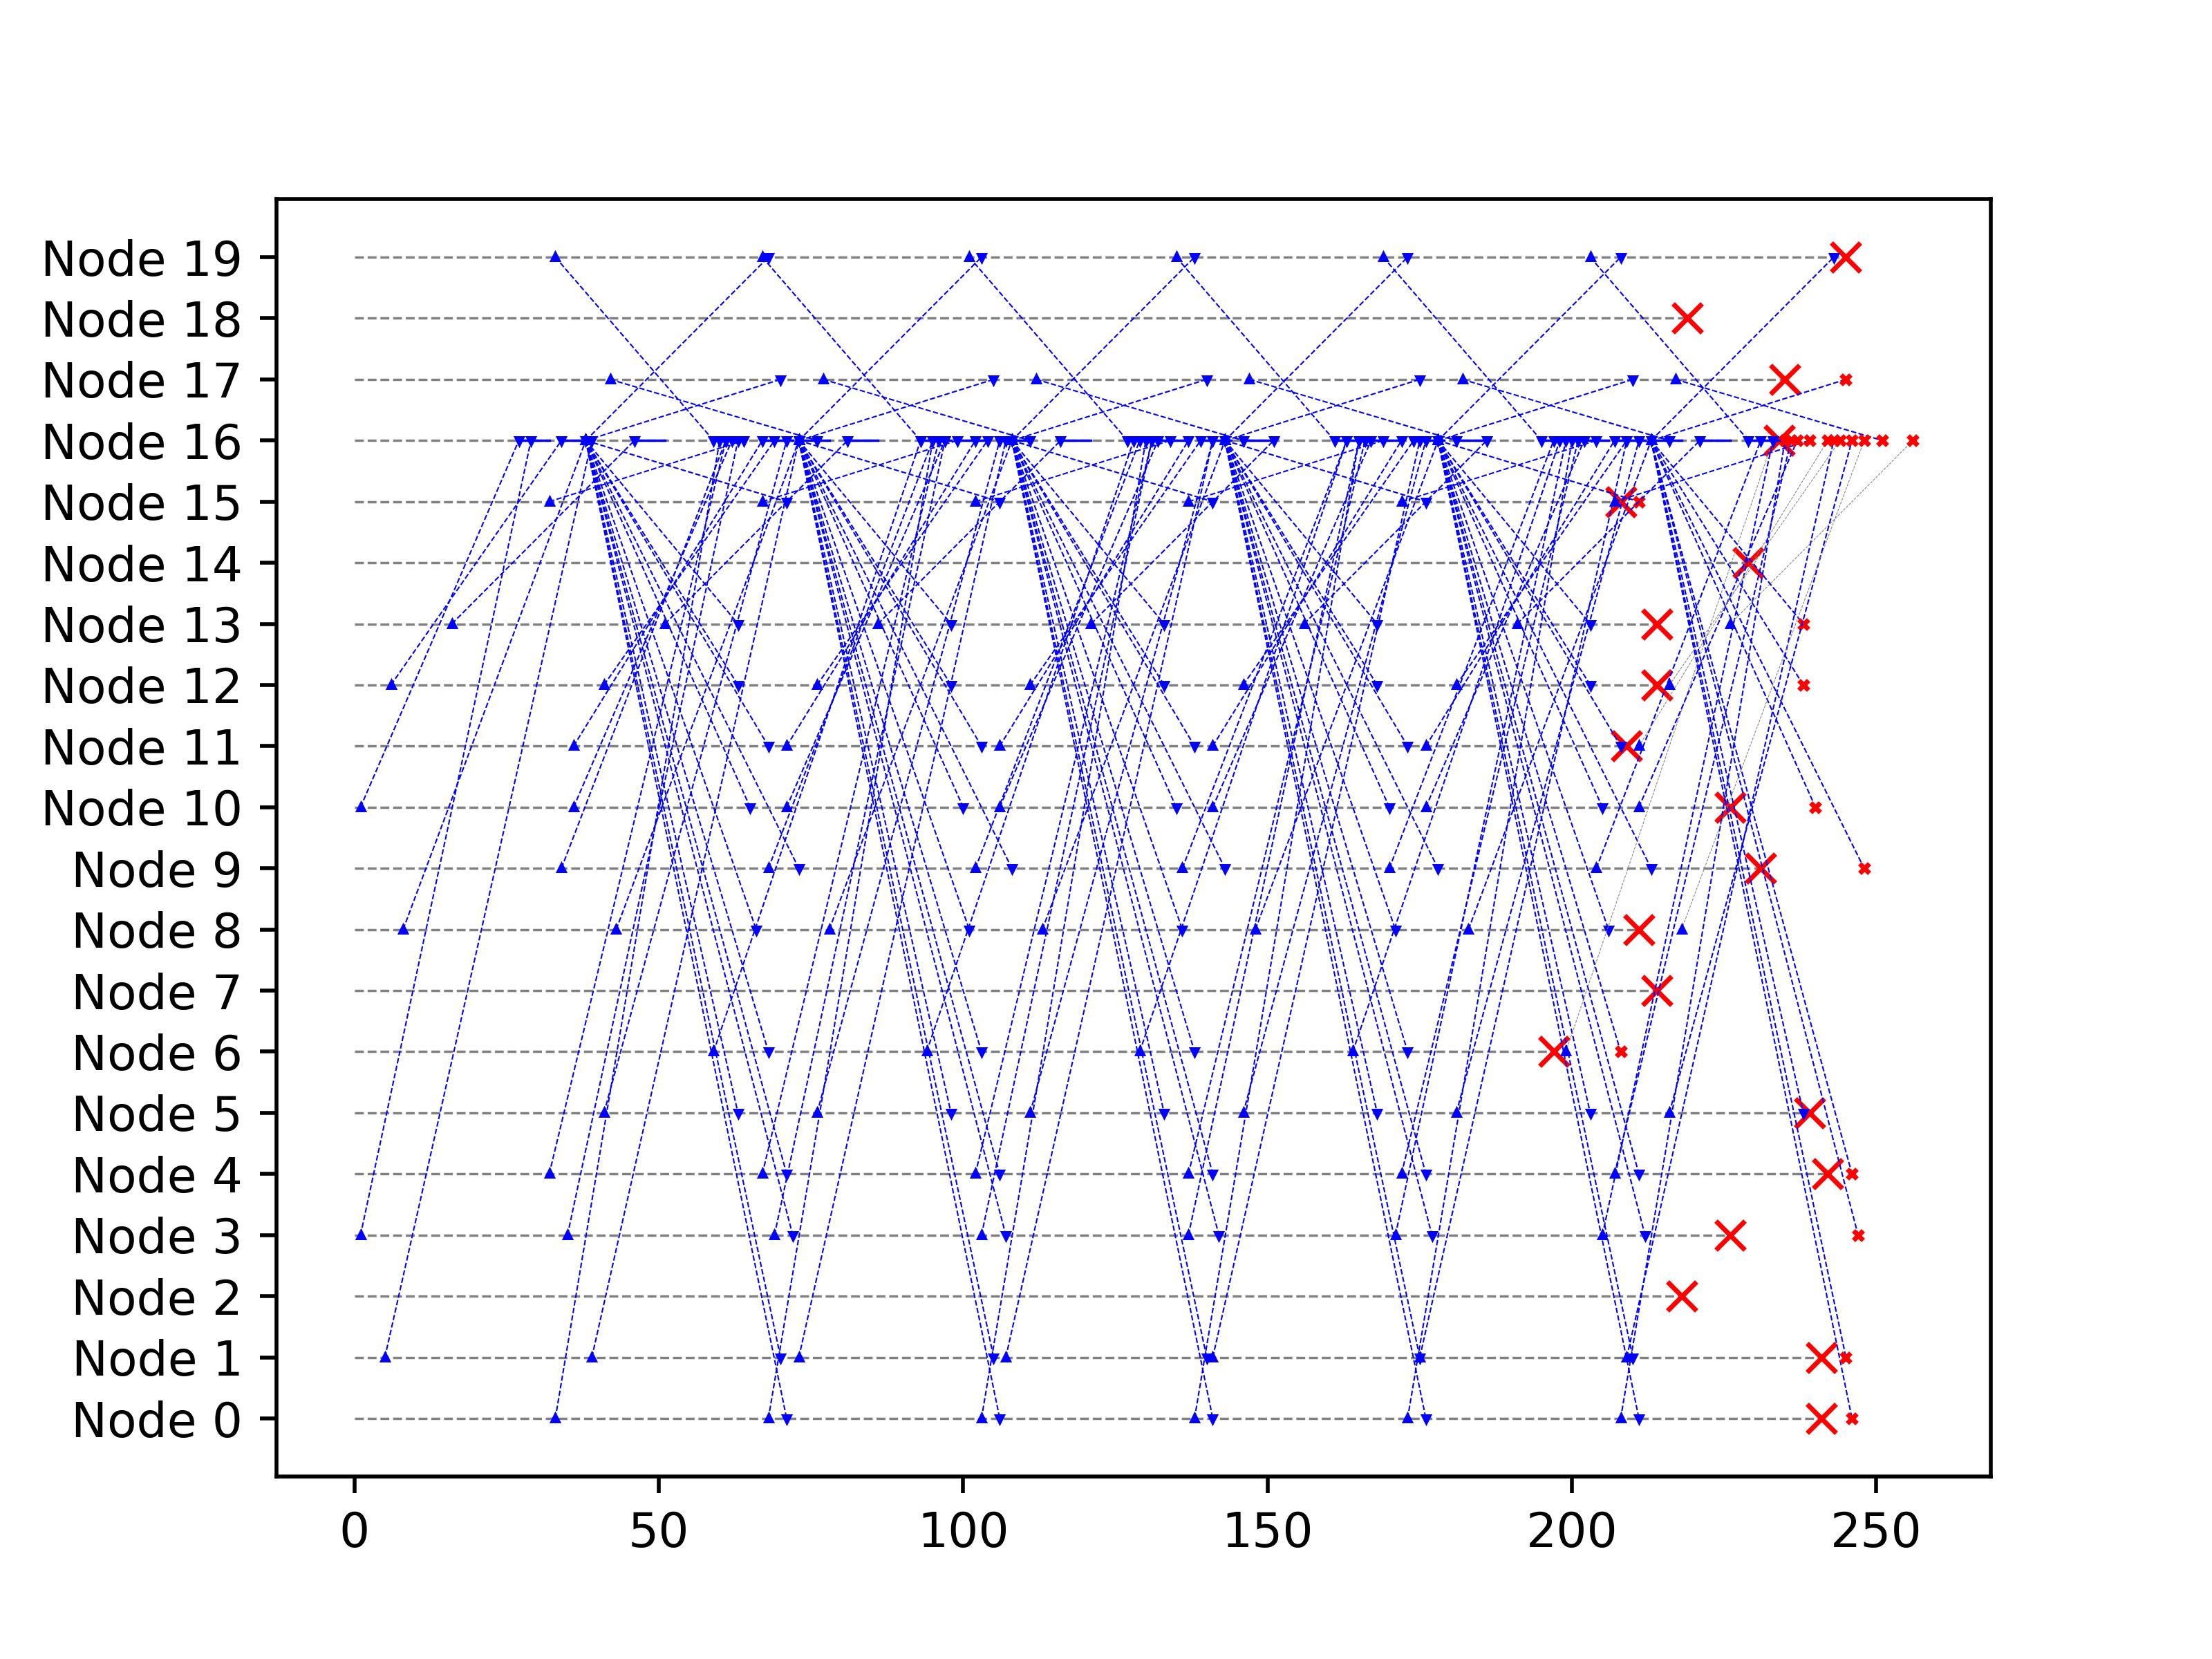 Node 19
Node 18
Node 17
Node 16
Node 15
Node 14
Node 13
Node 12
Node 11
Node 10
Node 9
Node 8
Node 7
Node 6
Node 5
Node 4
Node 3
Node 2
Node 1
Node 0
0 50 100 150 200 250